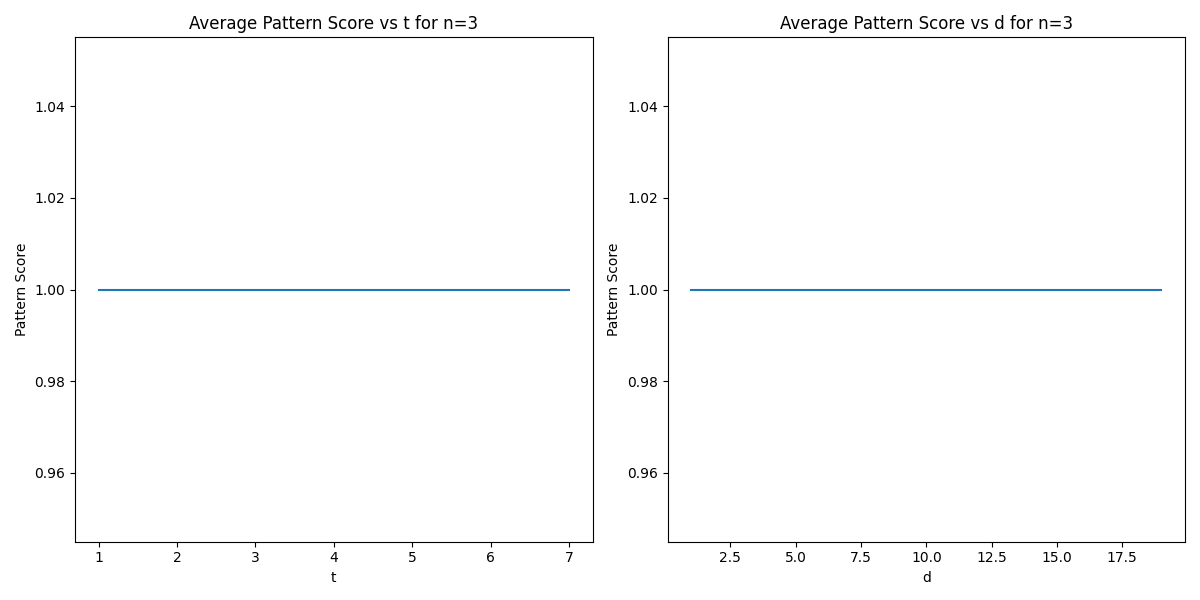 Average Pattern Score vs t for n=3
Pattern Score
1.04
1.02
1.00
0.98
0.96
1 2 3 4 5 6 7
t
Average Pattern Score vs d for n=3
Pattern Score
1.04
1.02
1.00
0.98
0.96
2.5 5.0 7.5 10.0 12.5 15.0 17.5
d